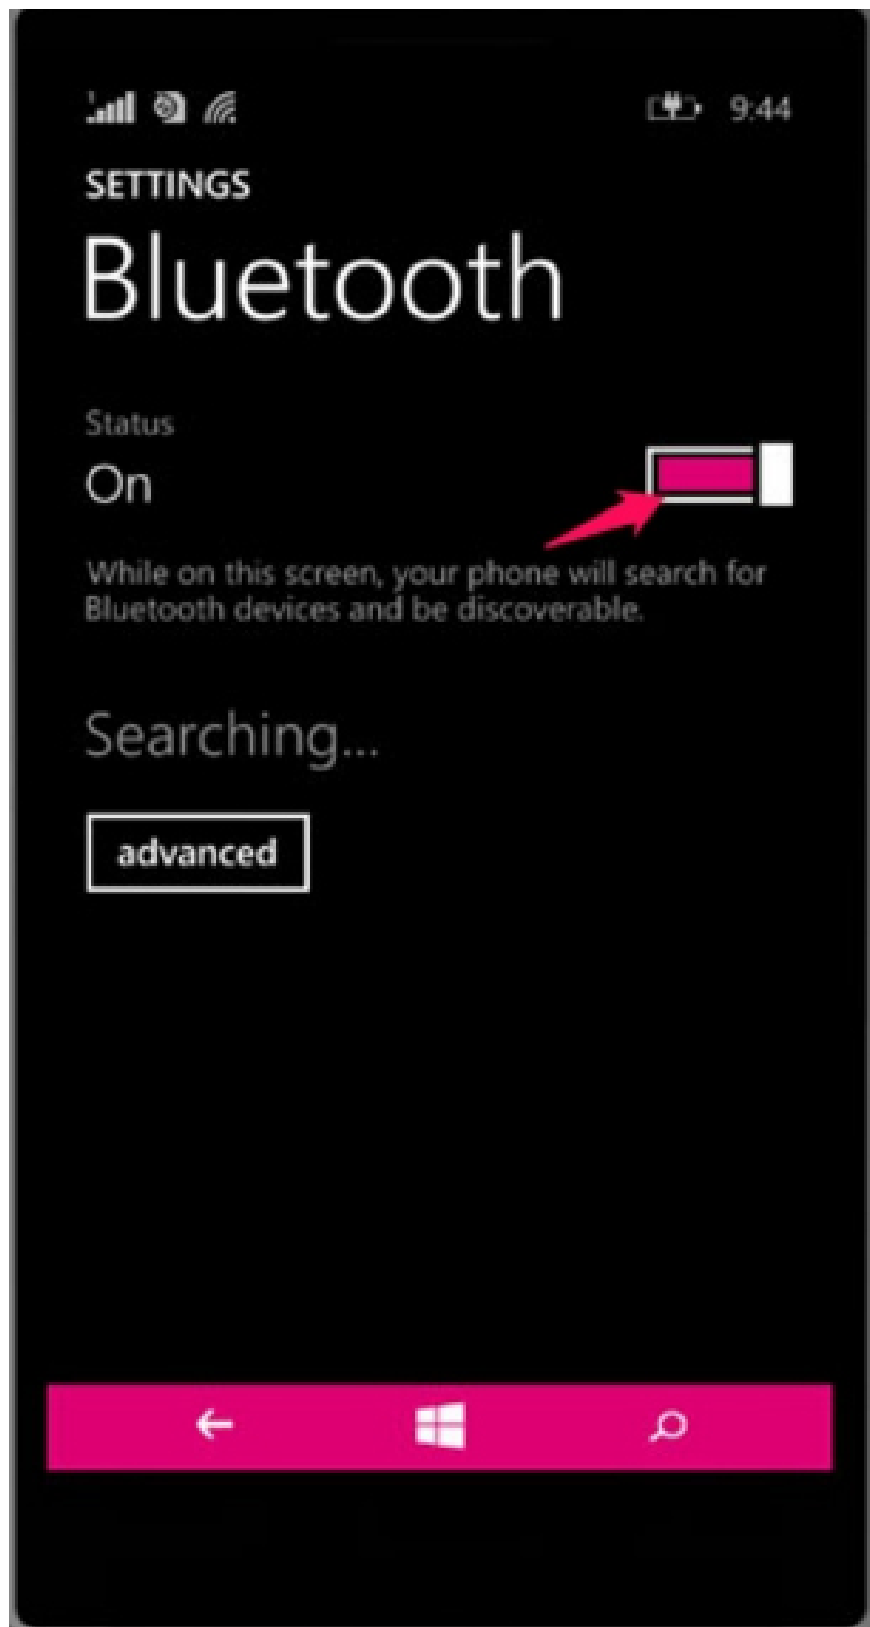 9:44
SETTINGS
Bluetooth
Status
On
While on this screen, your phone will search for
Bluetooth devices and be discoverable.
Searching...
advanced